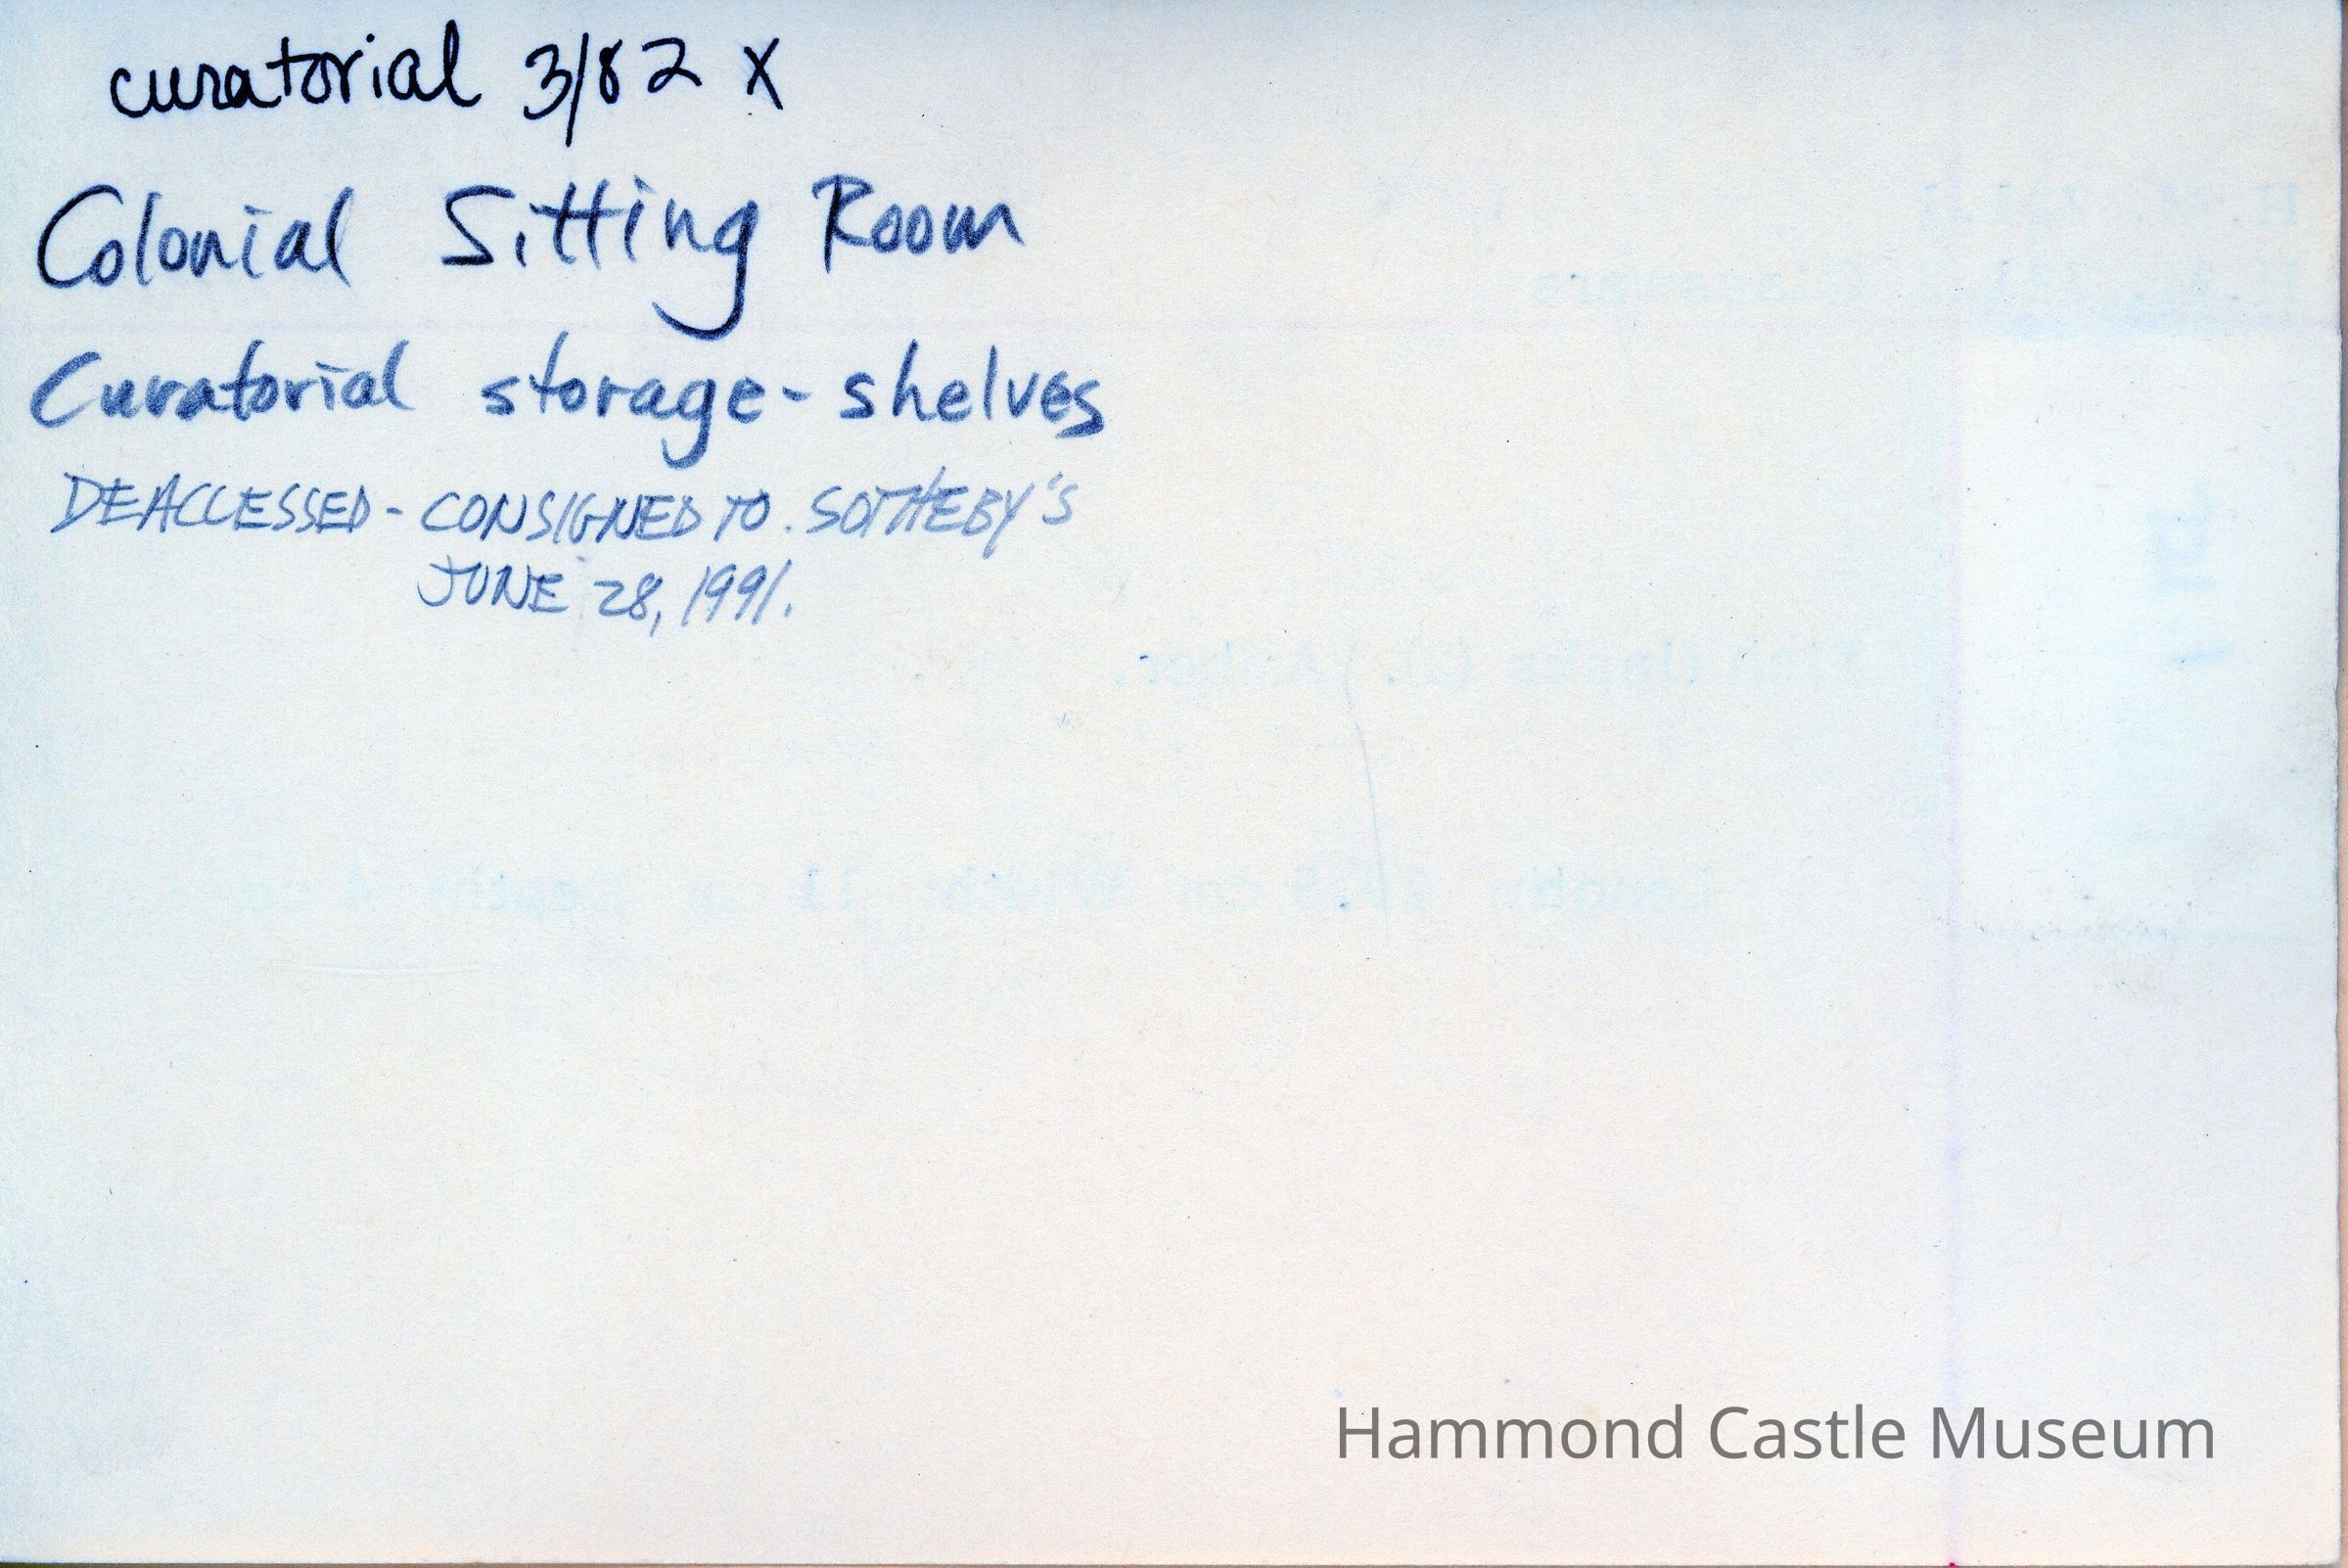 curatorial 3/82 X
Colonial Sitting Room
Curatorial storage - shelves
DEACCESSED - CONSIGNED TO SOTHEBY'S
JUNE 28, 1991.
Hammond Castle Museum